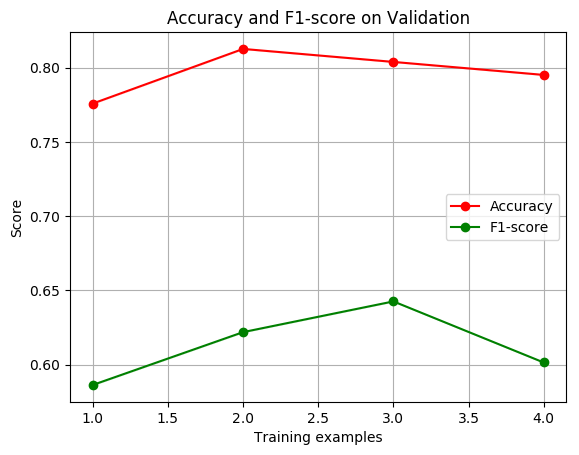 Accuracy and F1-score on Validation
0.80
0.75
0.70
0.65
0.60
Score
Accuracy
F1-score
1.0 1.5 2.0 2.5 3.0 3.5 4.0
Training examples